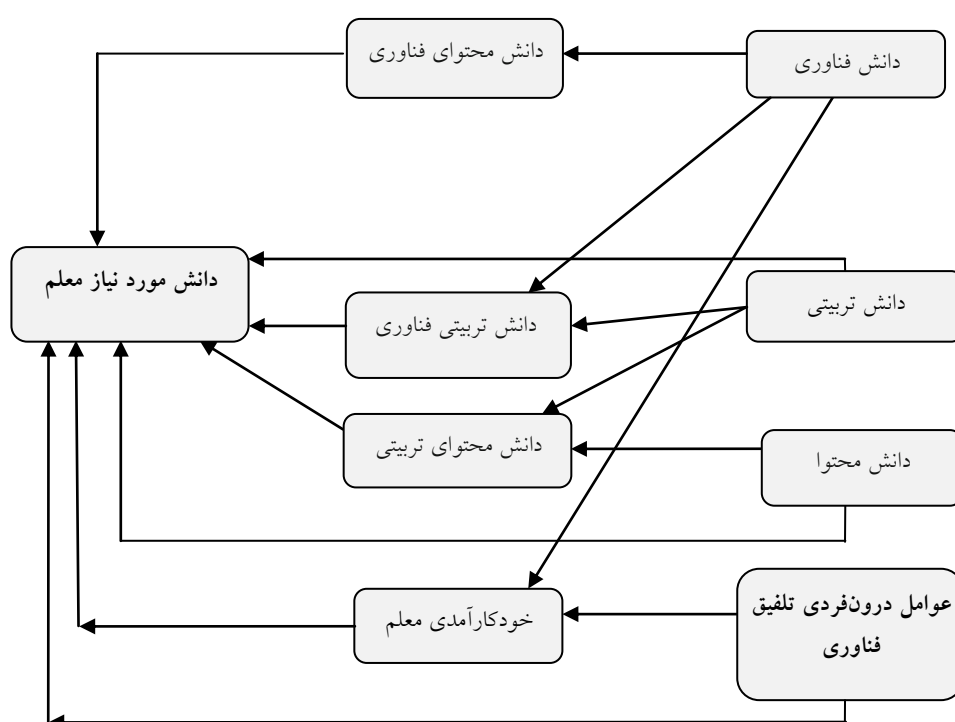 دانش فناوری
دانش محتوای فناوری
دانش مورد نیاز معلم
دانش تربیتی
دانش تربیتی فناوری
دانش محتوای تربیتی
دانش محتوا
عوامل درون‌فردی تلفیق
فناوری
خودکارآمدی معلم